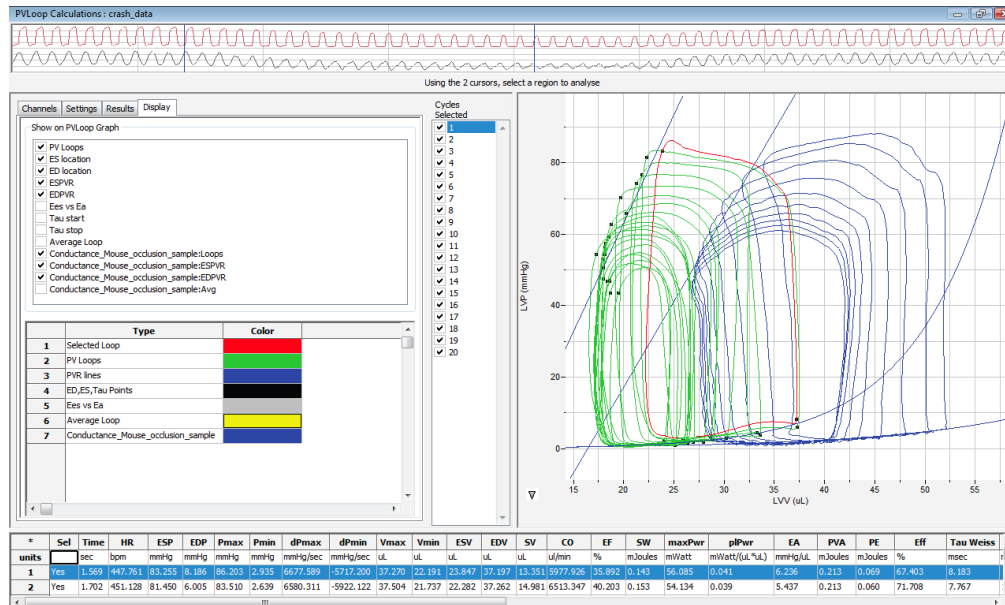 PVLoop Calculations : crash_data
Using the 2 cursors, select a region to analyse
Channels Settings Results Display
Show on PVLoop Graph
PV Loops
ES location
ED location
ESPVR
EDPVR
Ees vs Ea
Tau start
Tau stop
Average Loop
Conductance_Mouse_occlusion_sample:Loops
Conductance_Mouse_occlusion_sample:ESPVR
Conductance_Mouse_occlusion_sample:EDPVR
Conductance_Mouse_occlusion_sample:Avg
Type Color
1 Selected Loop
2 PV Loops
3 PVR lines
4 ED,ES,Tau Points
5 Ees vs Ea
6 Average Loop
7 Conductance_Mouse_occlusion_sample
Cycles
Selected
1
2
3
4
5
6
7
8
9
10
11
12
13
14
15
16
17
18
19
20
LVP (mmHg)
80
60
40
20
0
15 20 25 30 35 40 45 50 55
LVV (uL)
* Sel Time HR ESP EDP Pmax Pmin dPmax dPmin Vmax Vmin ESV EDV SV CO EF SW maxPwr plPwr EA PVA PE Eff Tau Weiss
units sec bpm mmHg mmHg mmHg mmHg mmHg/sec mmHg/sec uL uL uL uL uL ul/min % mJoules mWatt mWatt/(uL*uL) mmHg/uL mJoules mJoules % msec
1 Yes 1.569 447.761 83.255 8.186 86.203 2.935 6677.589 -5717.200 37.270 22.191 23.847 37.197 13.351 5977.926 35.892 0.143 56.085 0.041 6.236 0.213 0.069 67.403 8.183
2 Yes 1.702 451.128 81.450 6.005 83.510 2.639 6580.311 -5922.122 37.504 21.737 22.282 37.262 14.981 6513.347 40.203 0.153 54.134 0.039 5.437 0.213 0.069 71.708 7.767